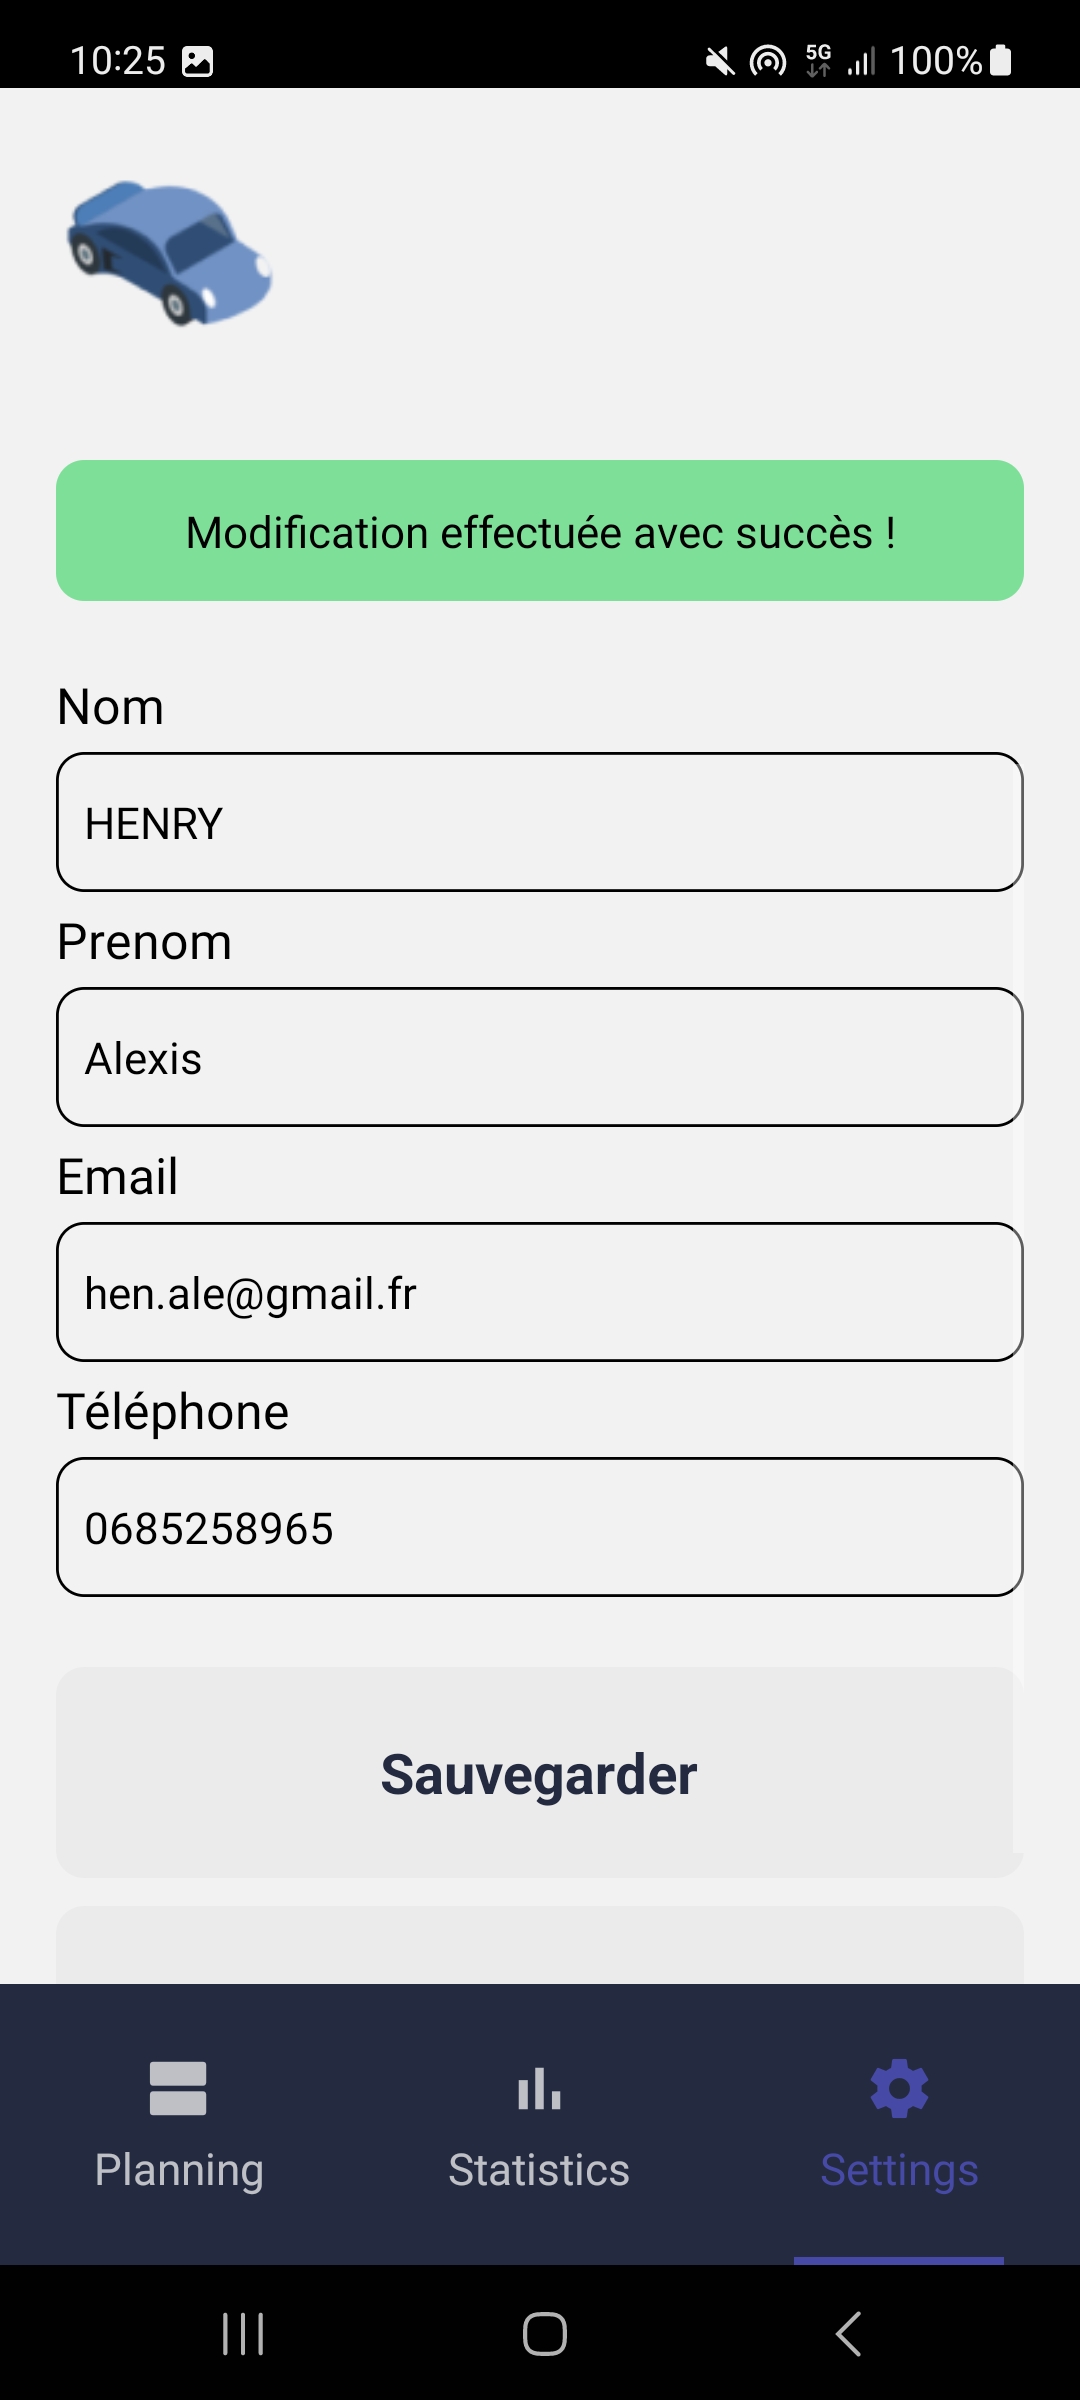 10:25
5G
100%
Modification effectuée avec succès !
Nom
HENRY
Prenom
Alexis
Email
hen.ale@gmail.fr
Téléphone
0685258965
Sauvegarder
Planning
Statistics
Settings